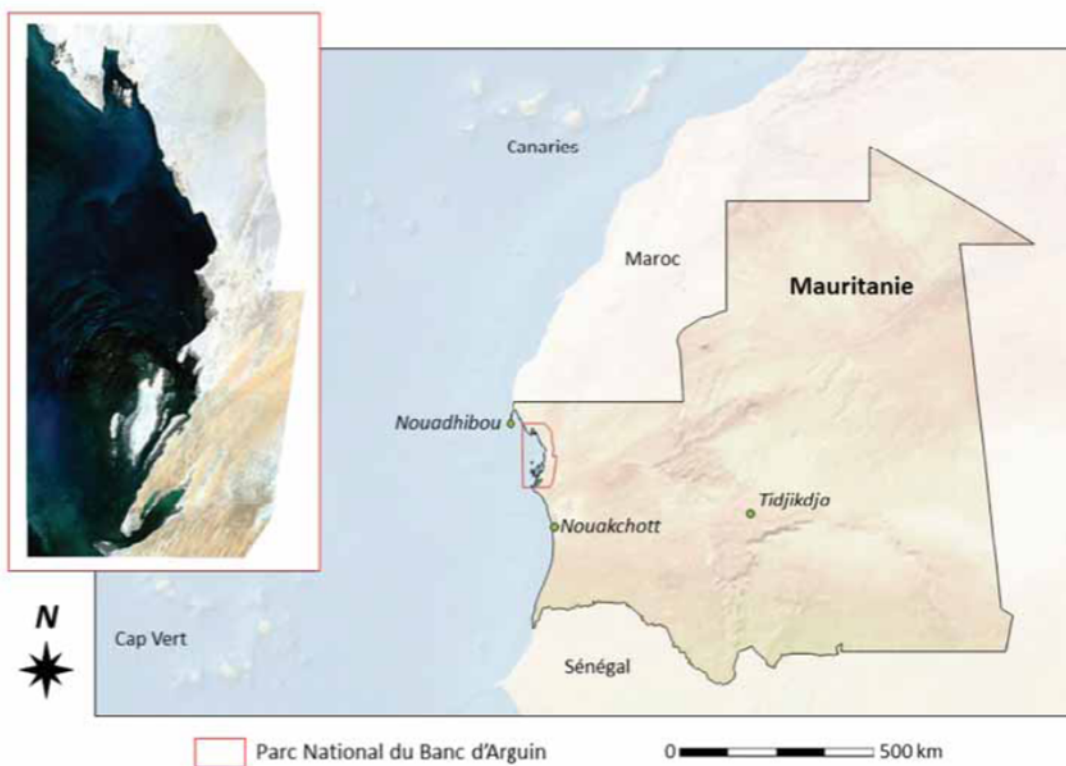 Canaries
Maroc
Mauritanie
Nouadhibou
Tidjikdja
Nouakchott
N
Cap Vert
Sénégal
Parc National du Banc d'Arguin
0 500 km